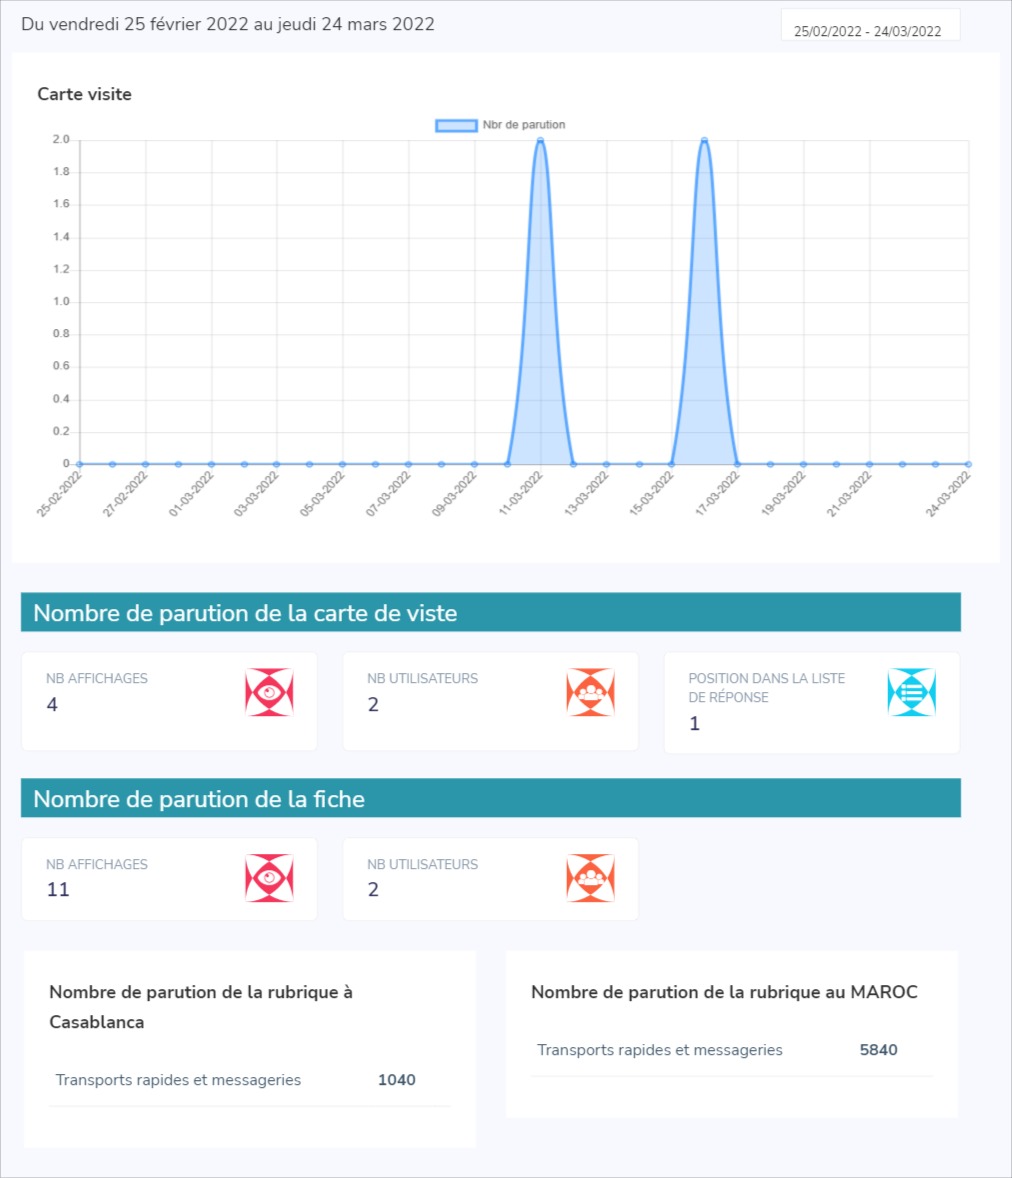 Du vendredi 25 février 2022 au jeudi 24 mars 2022
25/02/2022 - 24/03/2022
Carte visite
Nbr de parution
2.0
1.8
1.6
1.4
1.2
1.0
0.8
0.6
0.4
0.2
0
25-02-2022
27-02-2022
01-03-2022
03-03-2022
05-03-2022
07-03-2022
09-03-2022
11-03-2022
13-03-2022
15-03-2022
17-03-2022
19-03-2022
21-03-2022
24-03-2022
Nombre de parution de la carte de viste
NB AFFICHAGES
4
NB UTILISATEURS
2
POSITION DANS LA LISTE
DE RÉPONSE
1
Nombre de parution de la fiche
NB AFFICHAGES
11
NB UTILISATEURS
2
Nombre de parution de la rubrique à
Casablanca
Transports rapides et messageries 1040
Nombre de parution de la rubrique au MAROC
Transports rapides et messageries 5840